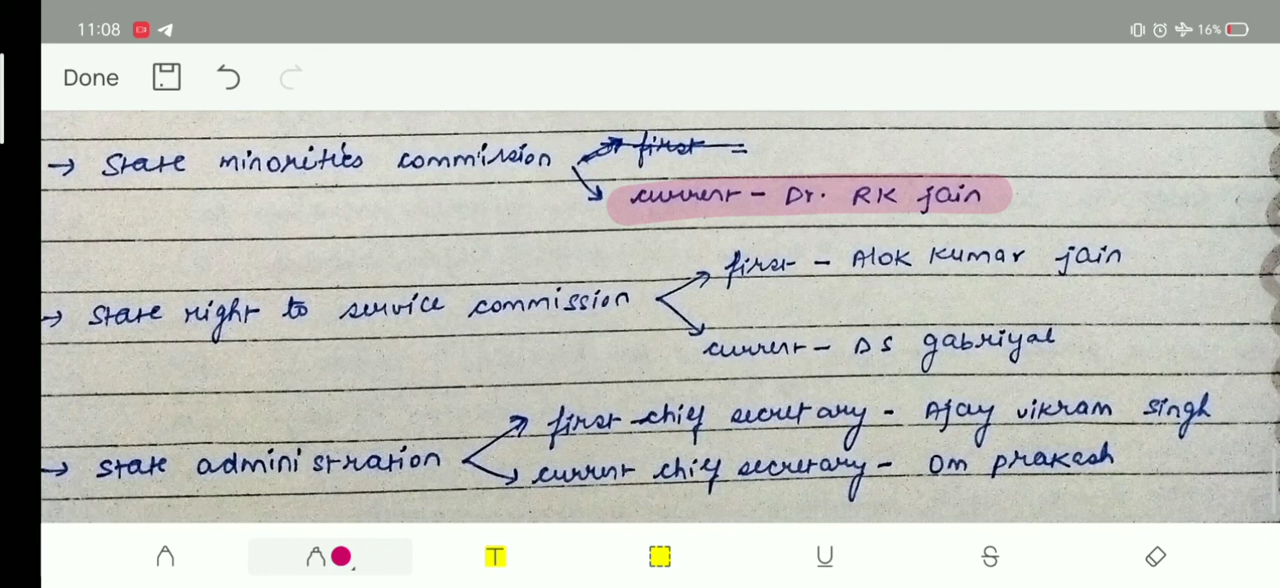 11:08 16%
Done
→ State minorities commission first =
current - Dr. RK jain
first - Alok Kumar jain
→ State right to service commission
current - DS gabriyal
first chief secretary - Ajay vikram singh
→ state administration
current chief secretary - Om prakash
T U S